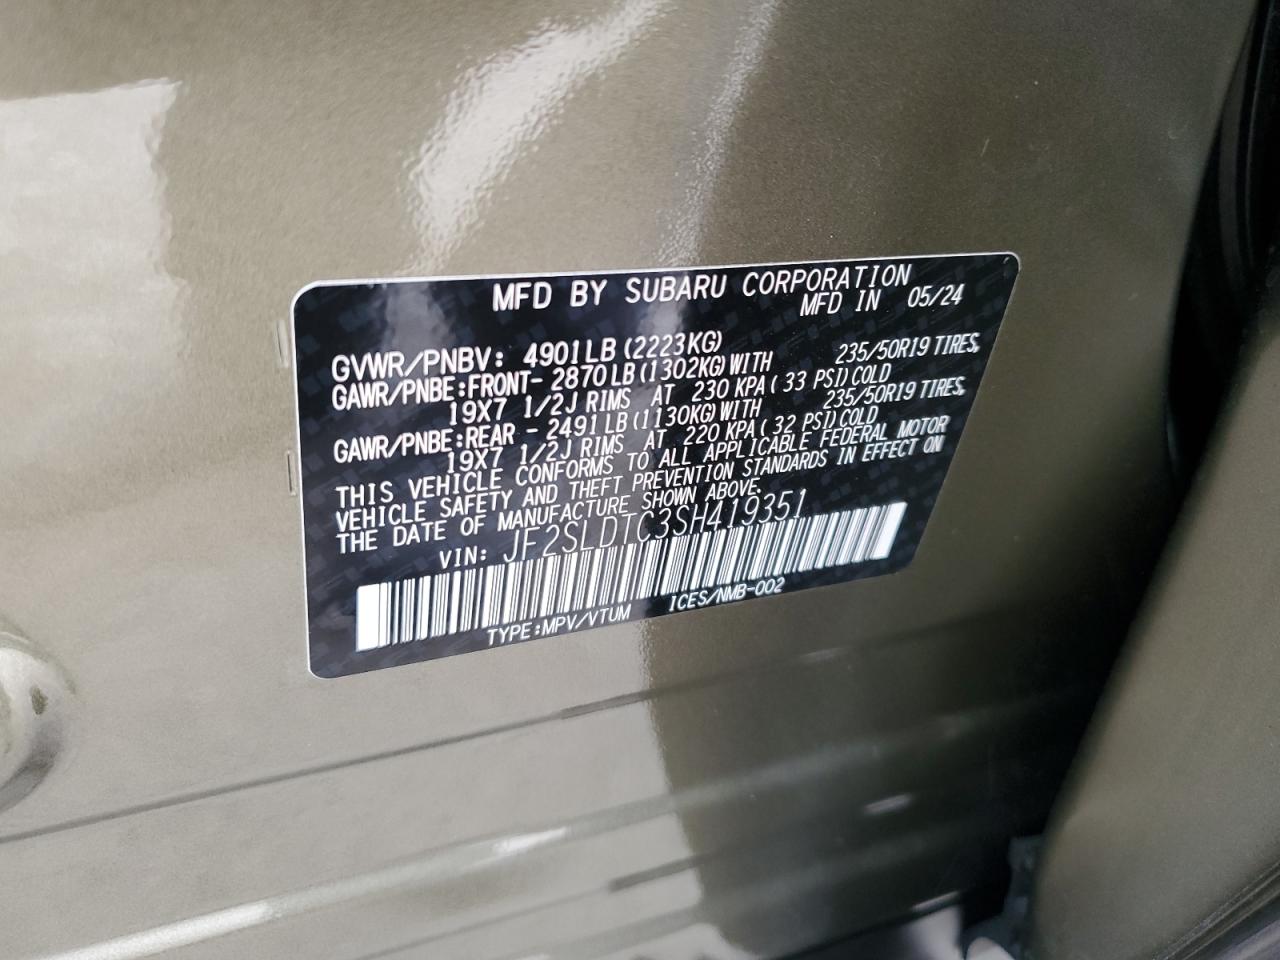 MFD BY SUBARU CORPORATION
MFD IN 05/24
GVWR/PNBV: 4901LB(2223KG)
GAWR/PNBE:FRONT- 2870LB(1302KG)WITH 235/50R19 TIRES,
19X7 1/2J RIMS AT 230 KPA( 33 PSI)COLD
GAWR/PNBE:REAR - 2491LB(1130KG)WITH 235/50R19 TIRES,
19X7 1/2J RIMS AT 220 KPA( 32 PSI)COLD
THIS VEHICLE CONFORMS TO ALL APPLICABLE FEDERAL MOTOR
VEHICLE SAFETY AND THEFT PREVENTION STANDARDS IN EFFECT ON
THE DATE OF MANUFACTURE SHOWN ABOVE.
VIN: JF2SLDTC3SH419351
TYPE:MPV/VTUM ICES/NMB-002